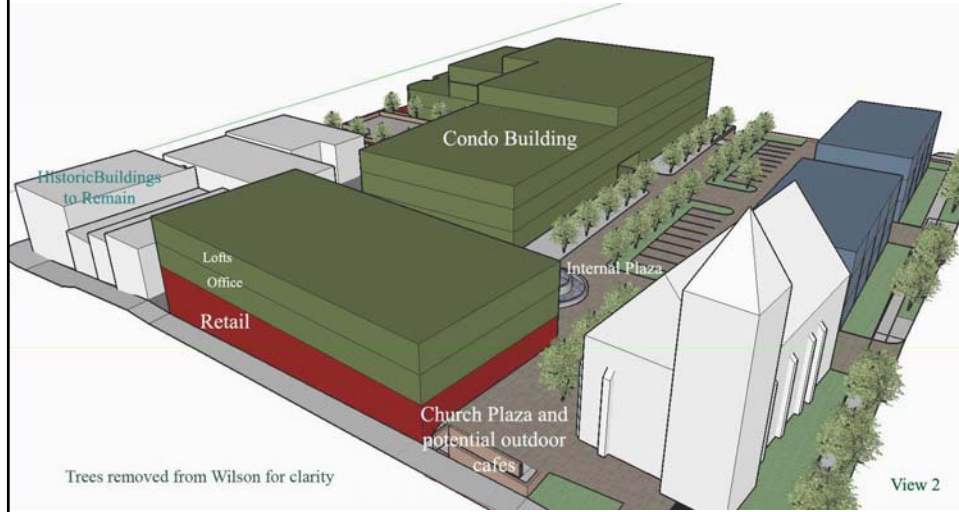 Condo Building
HistoricBuildings
to Remain
Lofts
Office
Internal Plaza
Retail
Church Plaza and
potential outdoor
cafes
Trees removed from Wilson for clarity
View 2